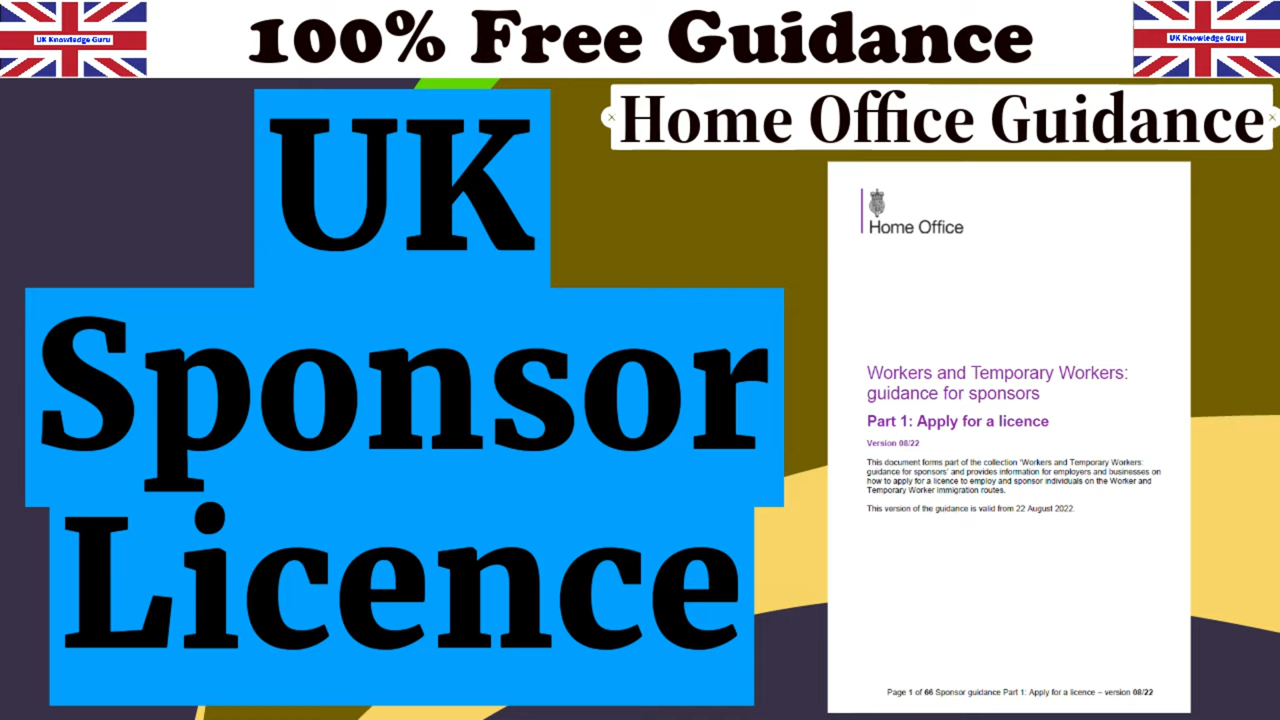 100% Free Guidance
UK Knowledge Guru
UK Knowledge Guru
Home Office Guidance
UK
Sponsor
Licence
Home Office
Workers and Temporary Workers:
guidance for sponsors
Part 1: Apply for a licence
Version 08/22
This document forms part of the collection 'Workers and Temporary Workers:
guidance for sponsors' and provides information for employers and businesses on
how to apply for a licence to employ and sponsor individuals on the Worker and
Temporary Worker immigration routes.
This version of the guidance is valid from 22 August 2022.
Page 1 of 66 Sponsor guidance Part 1: Apply for a licence – version 08/22